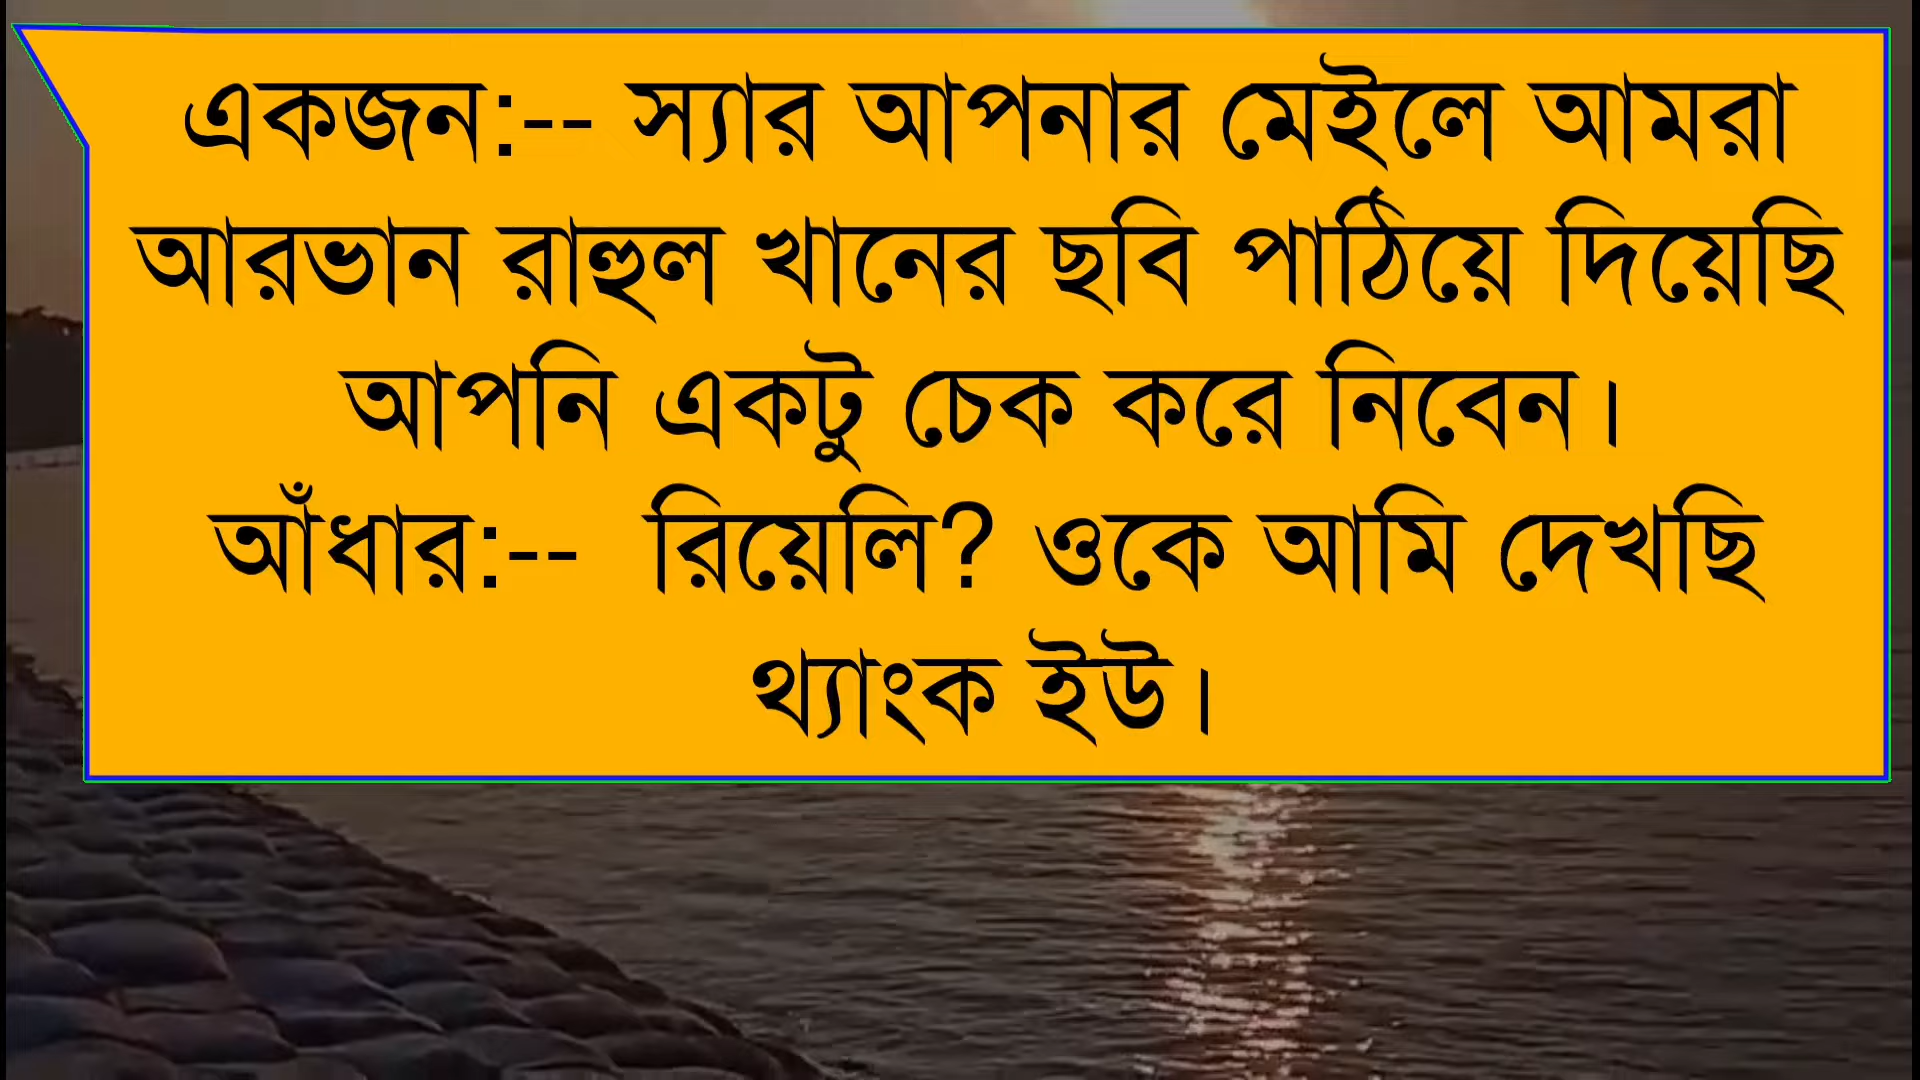 একজন:-- স্যার আপনার মেইলে আমরা
আরভান রাহুল খানের ছবি পাঠিয়ে দিয়েছি
আপনি একটু চেক করে নিবেন।
আঁধার:-- রিয়েলি? ওকে আমি দেখছি
থ্যাংক ইউ।